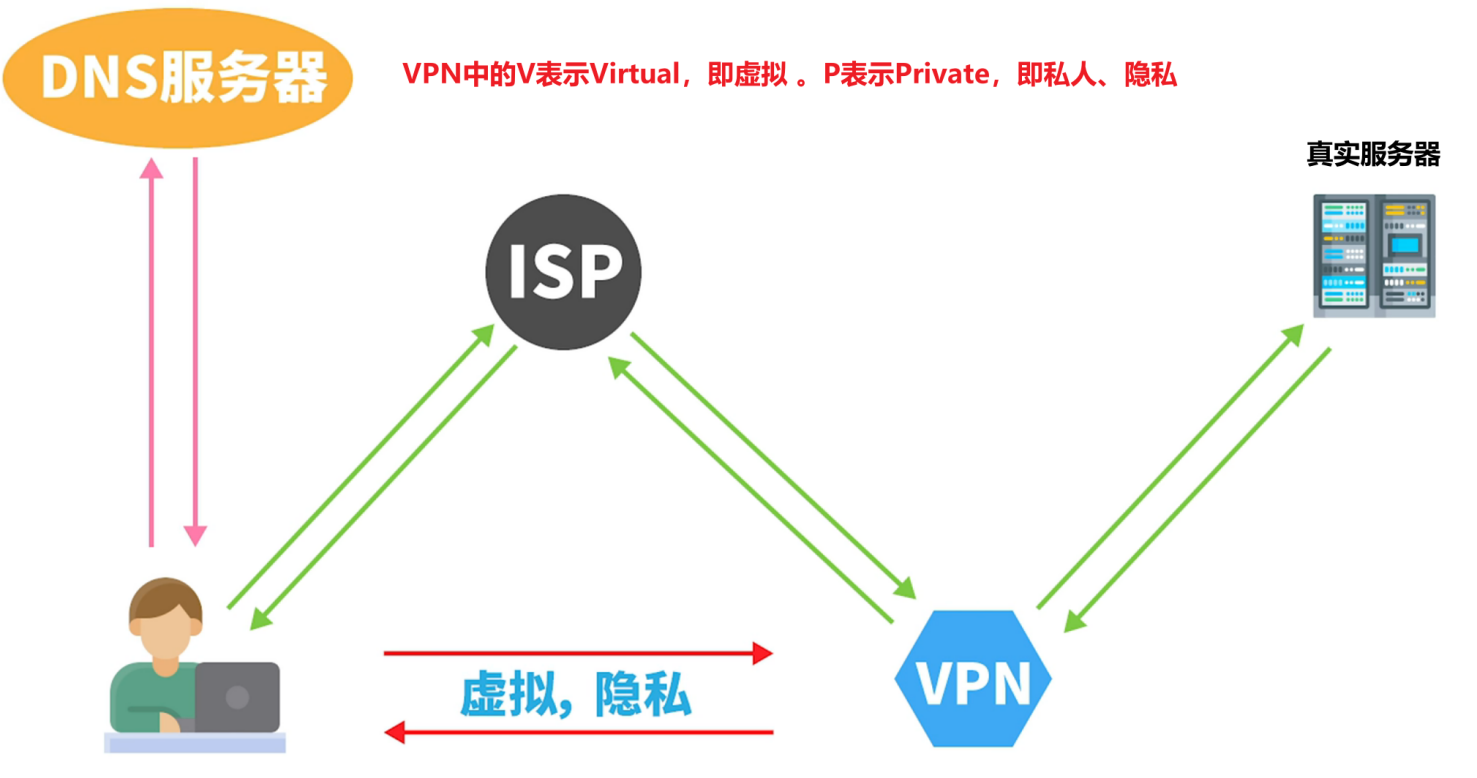 DNS服务器
VPN中的V表示Virtual，即虚拟 。P表示Private，即私人、隐私
真实服务器
ISP
虚拟, 隐私
VPN